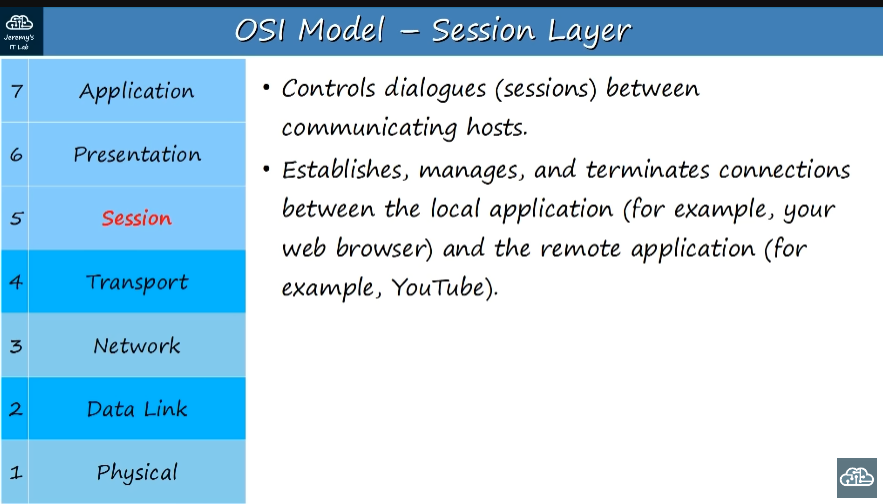 Jeremy's
IT Lab
OSI Model – Session Layer
7 Application
6 Presentation
5 Session
4 Transport
3 Network
2 Data Link
1 Physical
• Controls dialogues (sessions) between
communicating hosts.
• Establishes, manages, and terminates connections
between the local application (for example, your
web browser) and the remote application (for
example, YouTube).